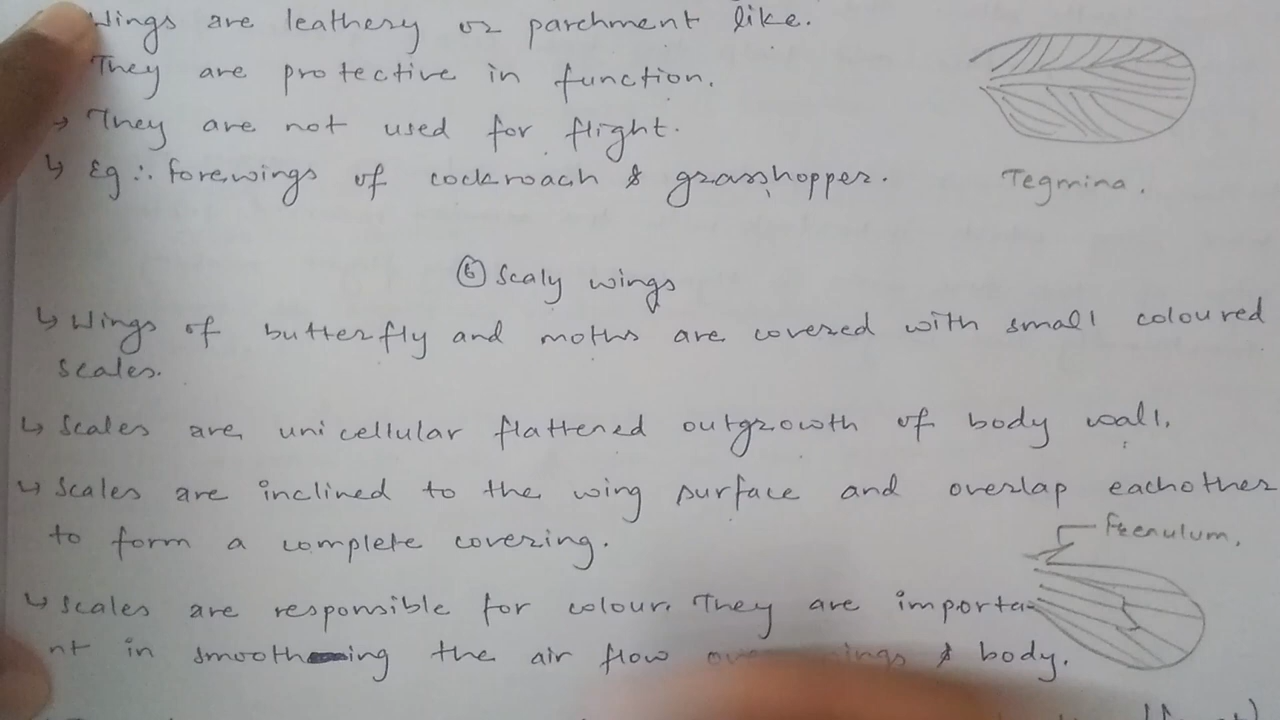 Wings are leathery or parchment like.
They are protective in function.
→ They are not used for flight.
↳ Eg ∴ forewings of cockroach & grasshopper.
Tegmina.
⑥ Scaly wings
↳ Wings of butterfly and moths are covered with small coloured
scales.
↳ Scales are unicellular flattened outgrowth of body wall.
↳ Scales are inclined to the wing surface and overlap eachother
to form a complete covering.
Frenulum.
↳ Scales are responsible for colour. They are importa-
nt in smoothing the air flow & body.